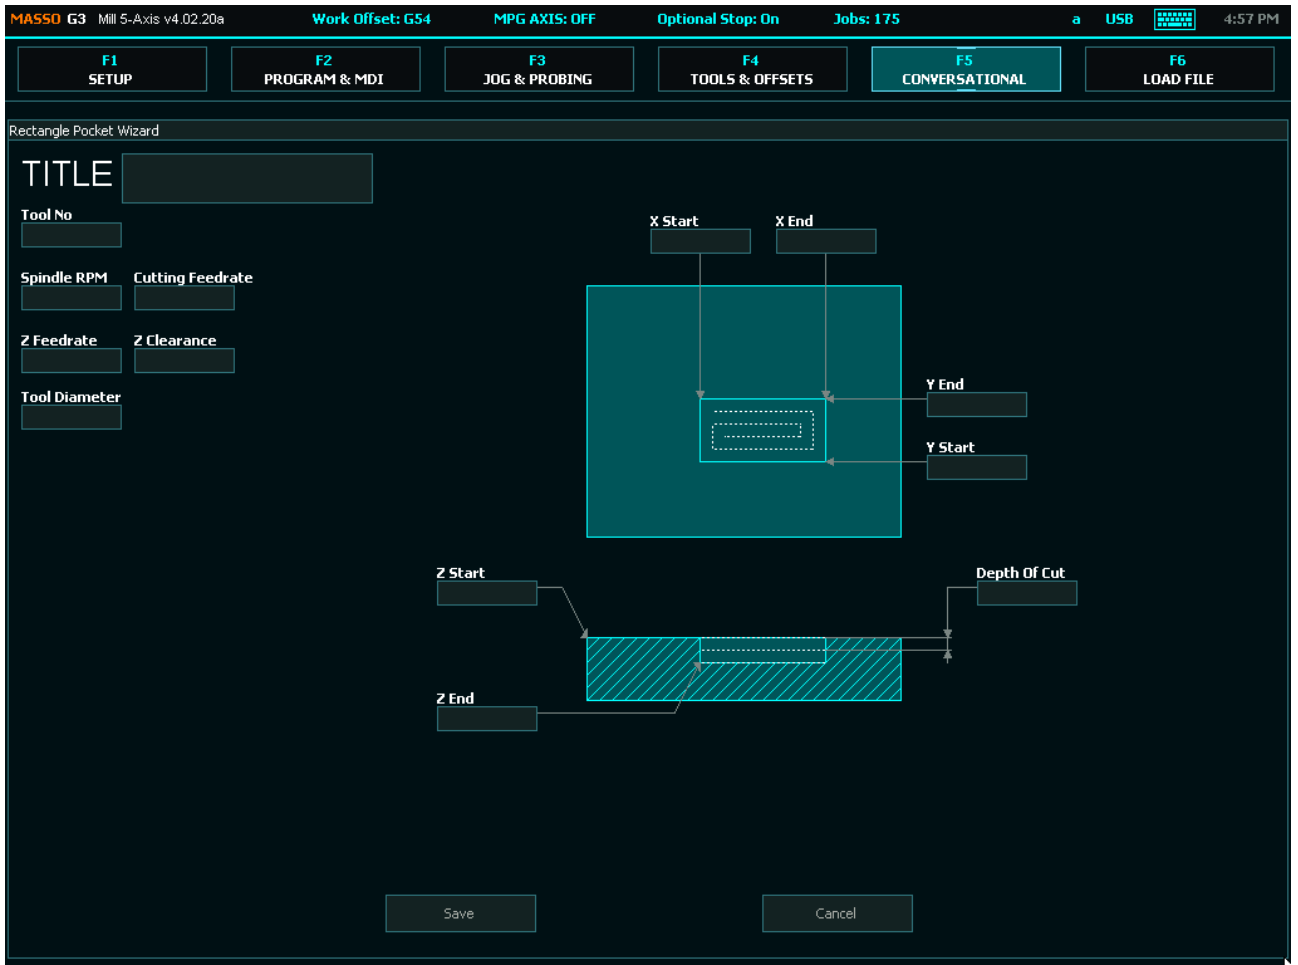 MASSO G3 Mill 5-Axis v4.02.20a Work Offset: G54 MPG AXIS: OFF Optional Stop: On Jobs: 175 a USB 4:57 PM
F1 F2 F3 F4 F5 F6
SETUP PROGRAM & MDI JOG & PROBING TOOLS & OFFSETS CONVERSATIONAL LOAD FILE
Rectangle Pocket Wizard
TITLE
Tool No
X Start X End
Spindle RPM Cutting Feedrate
Z Feedrate Z Clearance
Y End
Tool Diameter
Y Start
Z Start Depth Of Cut
Z End
Save Cancel